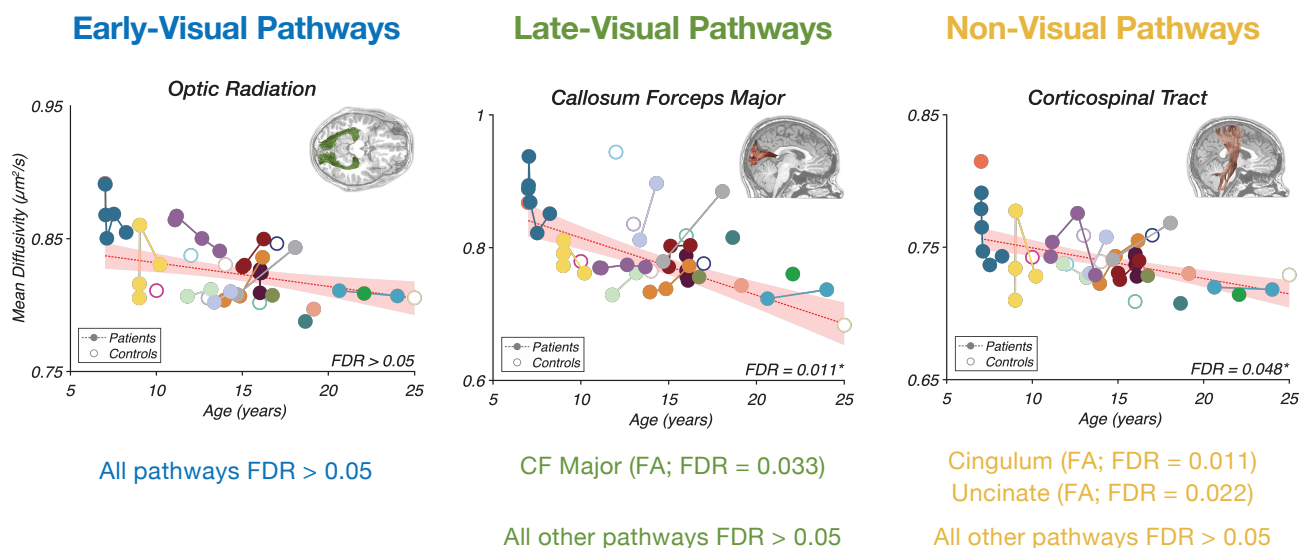 Early-Visual Pathways
Optic Radiation
0.95
0.85
0.75
Mean Diffusivity (μm²/s)
Patients
Controls
FDR > 0.05
5
10
15
20
25
Age (years)
All pathways FDR > 0.05
Late-Visual Pathways
Callosum Forceps Major
1
0.8
0.6
Patients
Controls
FDR = 0.011*
5
10
15
20
25
Age (years)
CF Major (FA; FDR = 0.033)
All other pathways FDR > 0.05
Non-Visual Pathways
Corticospinal Tract
0.85
0.75
0.65
Patients
Controls
FDR = 0.048*
5
10
15
20
25
Age (years)
Cingulum (FA; FDR = 0.011)
Uncinate (FA; FDR = 0.022)
All other pathways FDR > 0.05